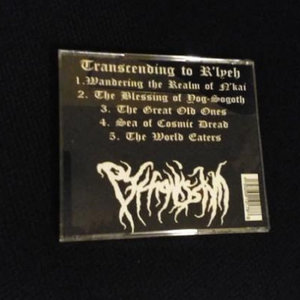 Transcending to R'lyeh
1.Wandering the Realm of N'kai
2. The Blessing of Yog-Sogoth
3. The Great Old Ones
4. Sea of Cosmic Dread
5. The World Eaters